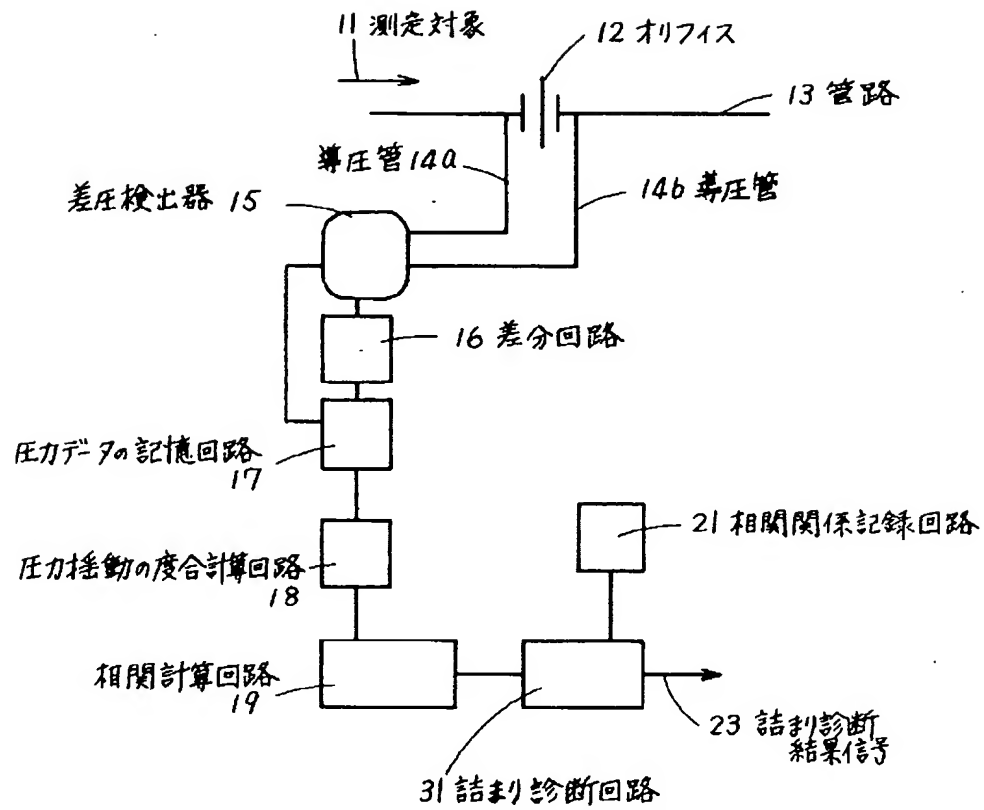 11 測定対象
12 オリフィス
13 管路
導圧管 14a
14b 導圧管
差圧検出器 15
16 差分回路
圧力データの記憶回路
17
21 相関関係記録回路
圧力揺動の度合計算回路
18
相関計算回路
19
23 詰まり診断
結果信号
31 詰まり診断回路